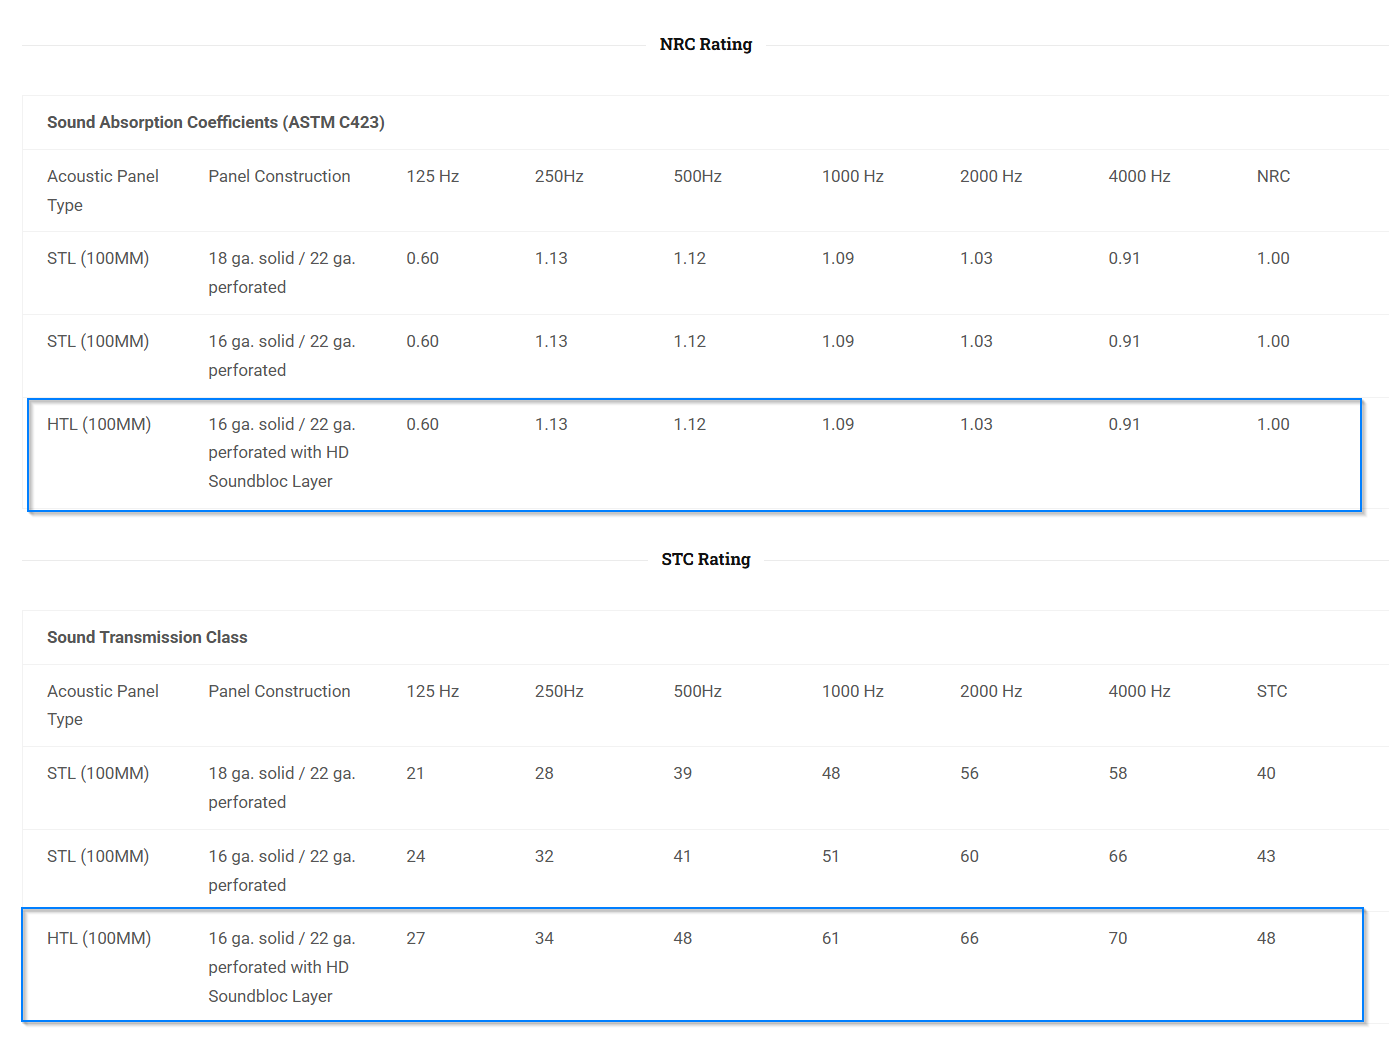 NRC Rating
Sound Absorption Coefficients (ASTM C423)
Acoustic Panel Type Panel Construction 125 Hz 250Hz 500Hz 1000 Hz 2000 Hz 4000 Hz NRC
STL (100MM) 18 ga. solid / 22 ga. perforated 0.60 1.13 1.12 1.09 1.03 0.91 1.00
STL (100MM) 16 ga. solid / 22 ga. perforated 0.60 1.13 1.12 1.09 1.03 0.91 1.00
HTL (100MM) 16 ga. solid / 22 ga. perforated with HD Soundbloc Layer 0.60 1.13 1.12 1.09 1.03 0.91 1.00
STC Rating
Sound Transmission Class
Acoustic Panel Type Panel Construction 125 Hz 250Hz 500Hz 1000 Hz 2000 Hz 4000 Hz STC
STL (100MM) 18 ga. solid / 22 ga. perforated 21 28 39 48 56 58 40
STL (100MM) 16 ga. solid / 22 ga. perforated 24 32 41 51 60 66 43
HTL (100MM) 16 ga. solid / 22 ga. perforated with HD Soundbloc Layer 27 34 48 61 66 70 48